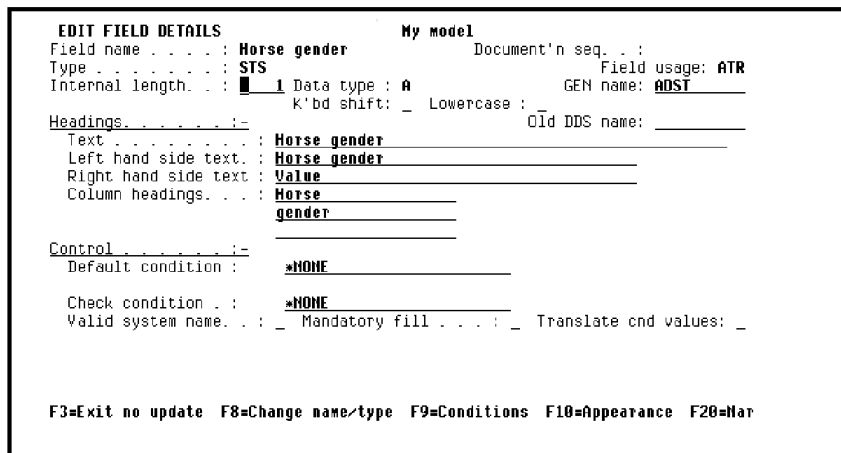 EDIT FIELD DETAILS My model
Field name . . . . : Horse gender Document'n seq. . :
Type . . . . . . . : STS Field usage: ATR
Internal length. . : 1 Data type : A GEN name: ADST
K'bd shift: _ Lowercase : _
Headings. . . . . . :- Old DDS name:
Text . . . . . . . . : Horse gender
Left hand side text. : Horse gender
Right hand side text : Value
Column headings. . . : Horse
gender
Control . . . . . . :-
Default condition : *NONE
Check condition . : *NONE
Valid system name. . : _ Mandatory fill . . . : _ Translate cnd values: _
F3=Exit no update F8=Change name/type F9=Conditions F10=Appearance F20=Nar